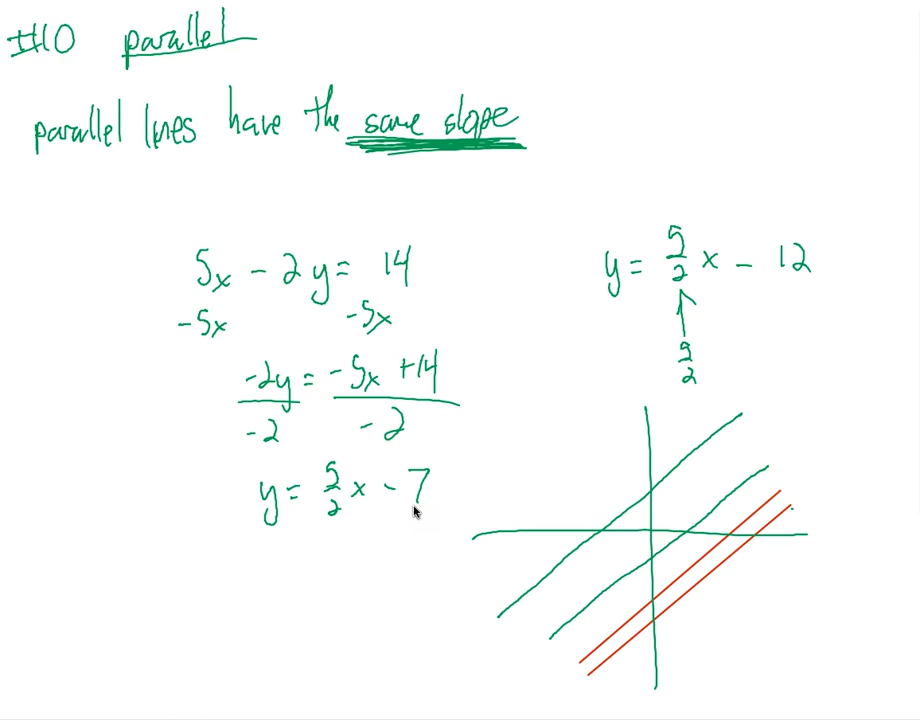 #10 parallel
parallel lines have the same slope
5x - 2y = 14
-5x -5x
-2y = -5x +14
-2 -2
y = 5/2 x - 7
y = 5/2 x - 12
5/2